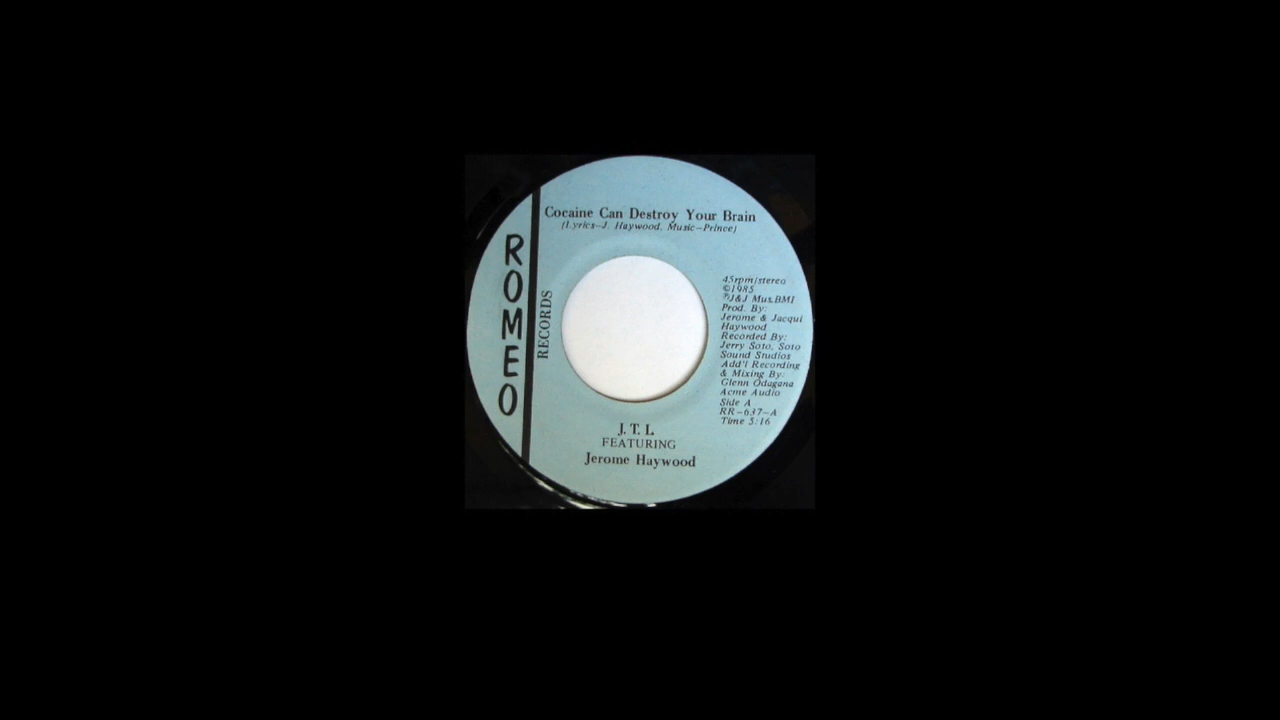 Cocaine Can Destroy Your Brain
(Lyrics-J. Haywood, Music-Prince)
ROMEO
RECORDS
45rpm/stereo
©1985
℗J&J Mus.BMI
Prod. By:
Jerome & Jacqui
Haywood
Recorded By:
Jerry Soto, Soto
Sound Studios
Add'l Recording
& Mixing By:
Glenn Odagana
Acme Audio
Side A
RR-637-A
Time 5:16
J. T. L.
FEATURING
Jerome Haywood